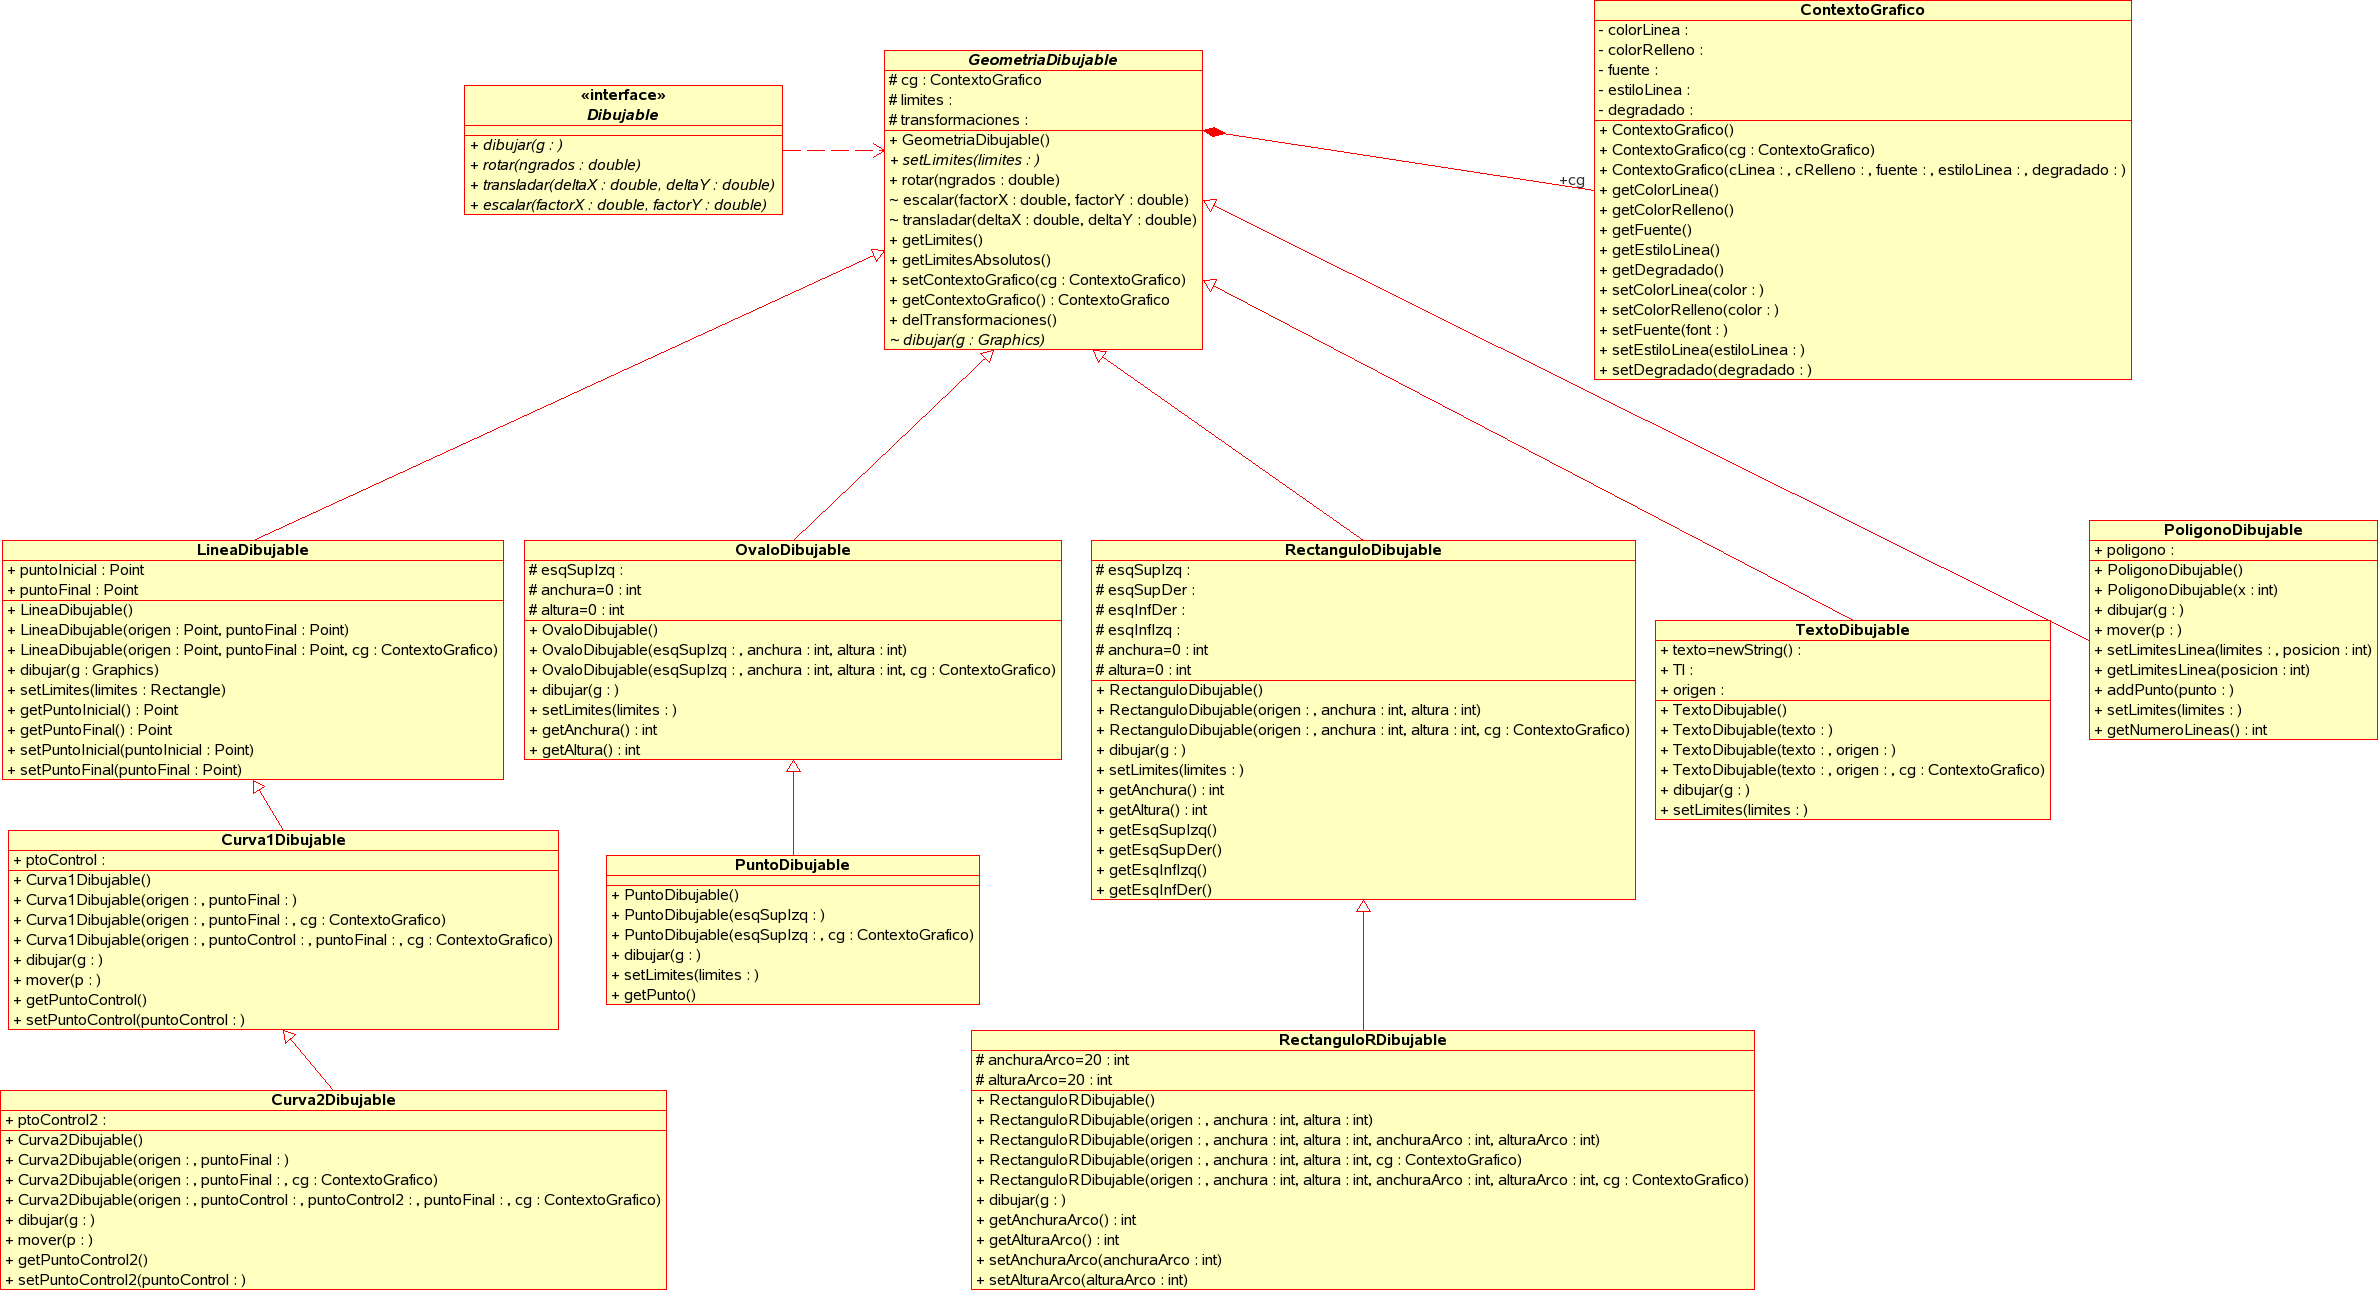 ContextoGrafico
- colorLinea :
- colorRelleno :
- fuente :
- estiloLinea :
- degradado :
+ ContextoGrafico()
+ ContextoGrafico(cg : ContextoGrafico)
+ ContextoGrafico(cLinea : , cRelleno : , fuente : , estiloLinea : , degradado : )
+ getColorLinea()
+ getColorRelleno()
+ getFuente()
+ getEstiloLinea()
+ getDegradado()
+ setColorLinea(color : )
+ setColorRelleno(color : )
+ setFuente(font : )
+ setEstiloLinea(estiloLinea : )
+ setDegradado(degradado : )
GeometriaDibujable
# cg : ContextoGrafico
# limites :
# transformaciones :
+ GeometriaDibujable()
+ setLimites(limites : )
+ rotar(ngrados : double)
~ escalar(factorX : double, factorY : double)
~ transladar(deltaX : double, deltaY : double)
+ getLimites()
+ getLimitesAbsolutos()
+ setContextoGrafico(cg : ContextoGrafico)
+ getContextoGrafico() : ContextoGrafico
+ delTransformaciones()
~ dibujar(g : Graphics)
+cg
«interface»
Dibujable
+ dibujar(g : )
+ rotar(ngrados : double)
+ transladar(deltaX : double, deltaY : double)
+ escalar(factorX : double, factorY : double)
LineaDibujable
+ puntoInicial : Point
+ puntoFinal : Point
+ LineaDibujable()
+ LineaDibujable(origen : Point, puntoFinal : Point)
+ LineaDibujable(origen : Point, puntoFinal : Point, cg : ContextoGrafico)
+ dibujar(g : Graphics)
+ setLimites(limites : Rectangle)
+ getPuntoInicial() : Point
+ getPuntoFinal() : Point
+ setPuntoInicial(puntoInicial : Point)
+ setPuntoFinal(puntoFinal : Point)
OvaloDibujable
# esqSupIzq :
# anchura=0 : int
# altura=0 : int
+ OvaloDibujable()
+ OvaloDibujable(esqSupIzq : , anchura : int, altura : int)
+ OvaloDibujable(esqSupIzq : , anchura : int, altura : int, cg : ContextoGrafico)
+ dibujar(g : )
+ setLimites(limites : )
+ getAnchura() : int
+ getAltura() : int
RectanguloDibujable
# esqSupIzq :
# esqSupDer :
# esqInfDer :
# esqInfIzq :
# anchura=0 : int
# altura=0 : int
+ RectanguloDibujable()
+ RectanguloDibujable(origen : , anchura : int, altura : int)
+ RectanguloDibujable(origen : , anchura : int, altura : int, cg : ContextoGrafico)
+ dibujar(g : )
+ setLimites(limites : )
+ getAnchura() : int
+ getAltura() : int
+ getEsqSupIzq()
+ getEsqSupDer()
+ getEsqInfIzq()
+ getEsqInfDer()
TextoDibujable
+ texto=newString() :
+ Tl :
+ origen :
+ TextoDibujable()
+ TextoDibujable(texto : )
+ TextoDibujable(texto : , origen : )
+ TextoDibujable(texto : , origen : , cg : ContextoGrafico)
+ dibujar(g : )
+ setLimites(limites : )
PoligonoDibujable
+ poligono :
+ PoligonoDibujable()
+ PoligonoDibujable(x : int)
+ dibujar(g : )
+ mover(p : )
+ setLimitesLinea(limites : , posicion : int)
+ getLimitesLinea(posicion : int)
+ addPunto(punto : )
+ setLimites(limites : )
+ getNumeroLineas() : int
Curva1Dibujable
+ ptoControl :
+ Curva1Dibujable()
+ Curva1Dibujable(origen : , puntoFinal : )
+ Curva1Dibujable(origen : , puntoFinal : , cg : ContextoGrafico)
+ Curva1Dibujable(origen : , puntoControl : , puntoFinal : , cg : ContextoGrafico)
+ dibujar(g : )
+ mover(p : )
+ getPuntoControl()
+ setPuntoControl(puntoControl : )
PuntoDibujable
+ PuntoDibujable()
+ PuntoDibujable(esqSupIzq : )
+ PuntoDibujable(esqSupIzq : , cg : ContextoGrafico)
+ dibujar(g : )
+ setLimites(limites : )
+ getPunto()
RectanguloRDibujable
# anchuraArco=20 : int
# alturaArco=20 : int
+ RectanguloRDibujable()
+ RectanguloRDibujable(origen : , anchura : int, altura : int)
+ RectanguloRDibujable(origen : , anchura : int, altura : int, anchuraArco : int, alturaArco : int)
+ RectanguloRDibujable(origen : , anchura : int, altura : int, cg : ContextoGrafico)
+ RectanguloRDibujable(origen : , anchura : int, altura : int, anchuraArco : int, alturaArco : int, cg : ContextoGrafico)
+ dibujar(g : )
+ getAnchuraArco() : int
+ getAlturaArco() : int
+ setAnchuraArco(anchuraArco : int)
+ setAlturaArco(alturaArco : int)
Curva2Dibujable
+ ptoControl2 :
+ Curva2Dibujable()
+ Curva2Dibujable(origen : , puntoFinal : )
+ Curva2Dibujable(origen : , puntoFinal : , cg : ContextoGrafico)
+ Curva2Dibujable(origen : , puntoControl : , puntoControl2 : , puntoFinal : , cg : ContextoGrafico)
+ dibujar(g : )
+ mover(p : )
+ getPuntoControl2()
+ setPuntoControl2(puntoControl : )